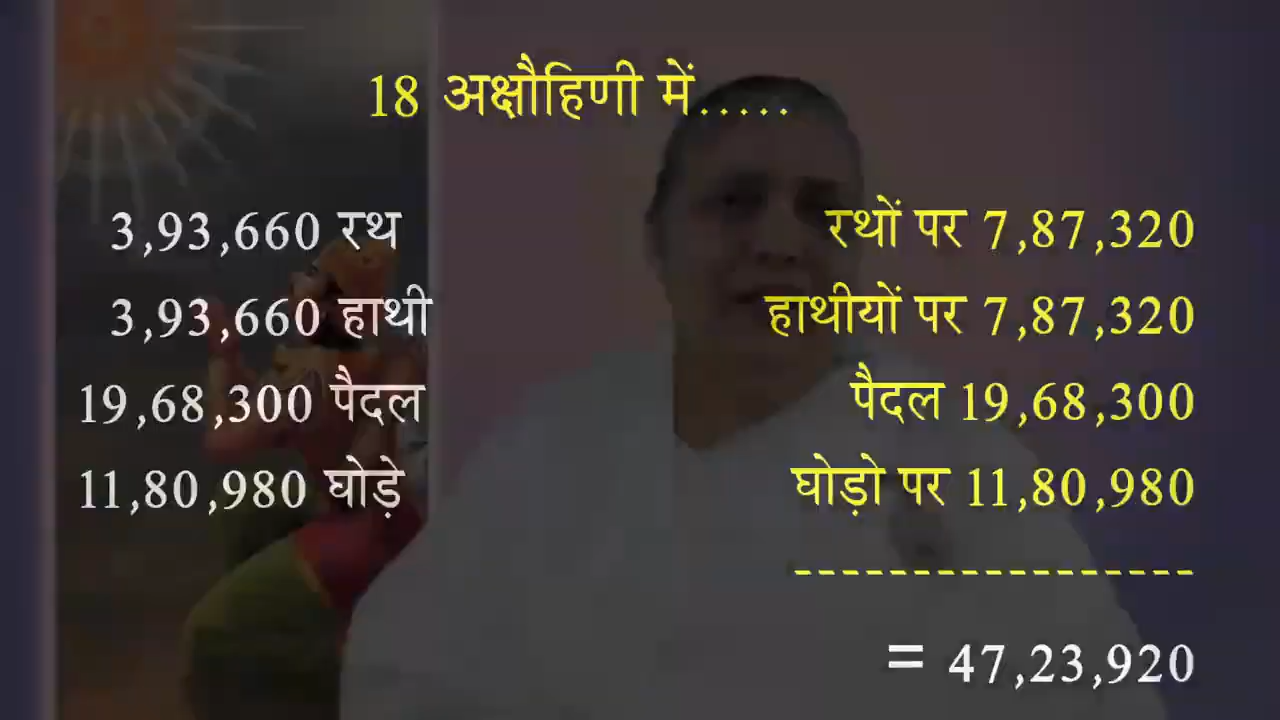 18 अक्षौहिणी में.....
3,93,660 रथ
3,93,660 हाथी
19,68,300 पैदल
11,80,980 घोड़े
रथों पर 7,87,320
हाथीयों पर 7,87,320
पैदल 19,68,300
घोड़ो पर 11,80,980
-----------------
= 47,23,920